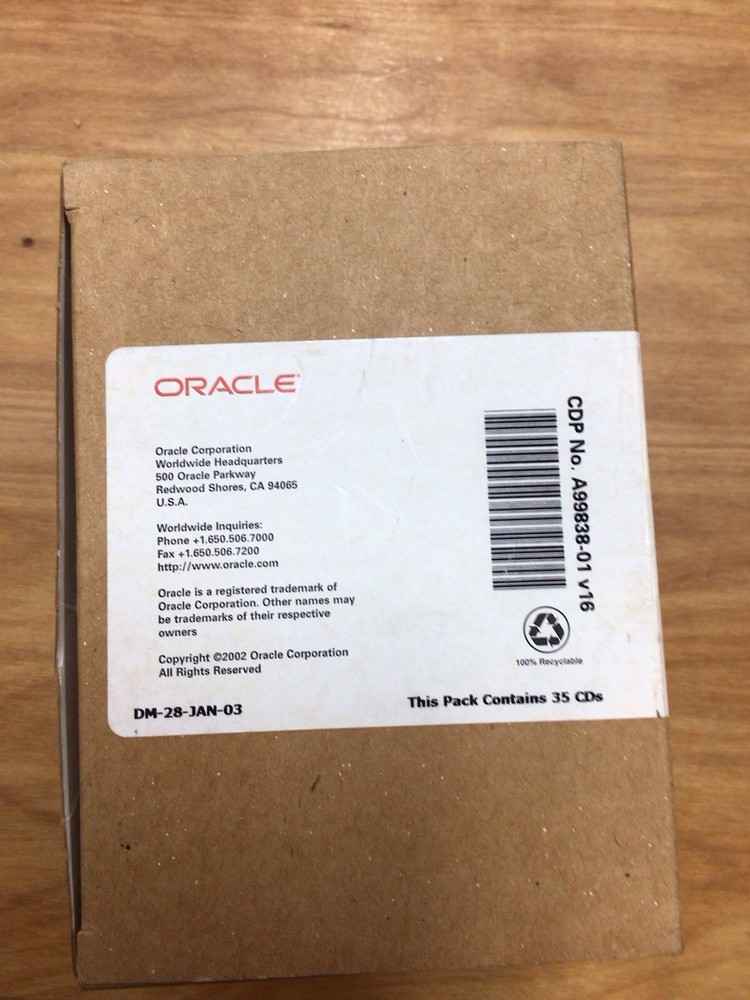 ORACLE
Oracle Corporation
Worldwide Headquarters
500 Oracle Parkway
Redwood Shores, CA 94065
U.S.A.
Worldwide Inquiries:
Phone +1.650.506.7000
Fax +1.650.506.7200
http://www.oracle.com
Oracle is a registered trademark of
Oracle Corporation. Other names may
be trademarks of their respective
owners
Copyright ©2002 Oracle Corporation
All Rights Reserved
DM-28-JAN-03
CDP No. A99838-01 v16
100% Recyclable
This Pack Contains 35 CDs